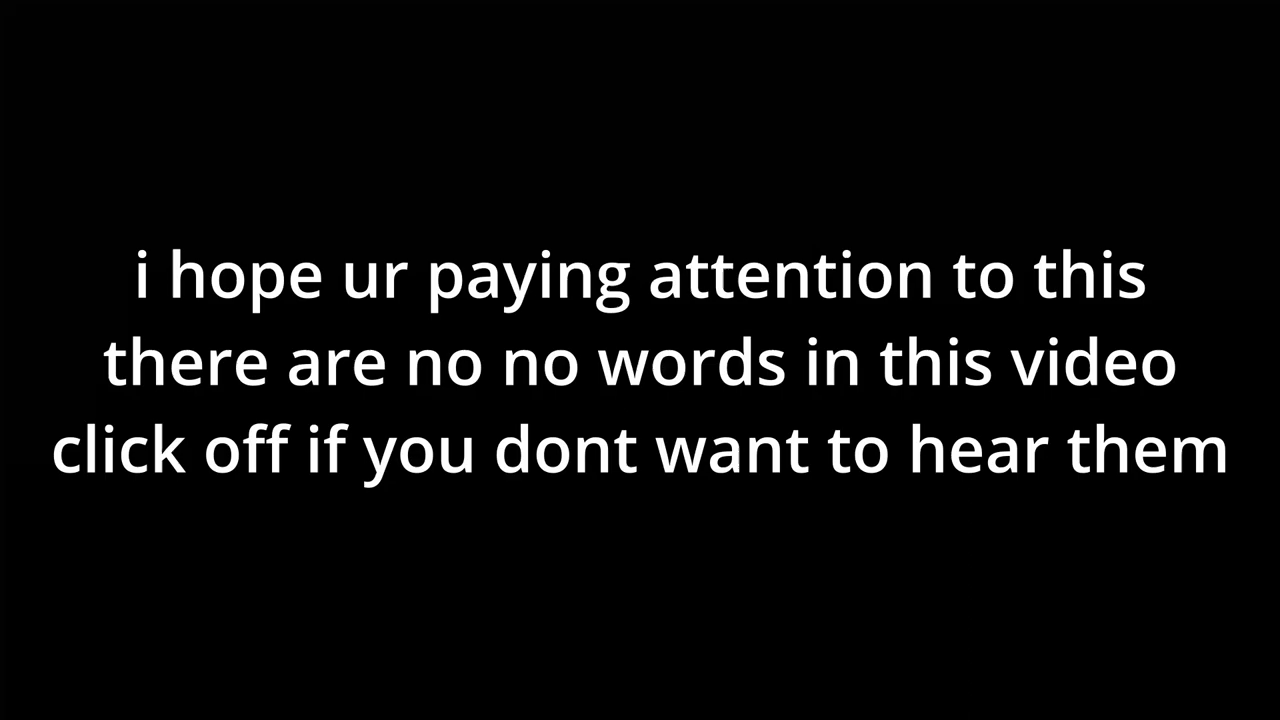 i hope ur paying attention to this
there are no no words in this video
click off if you dont want to hear them